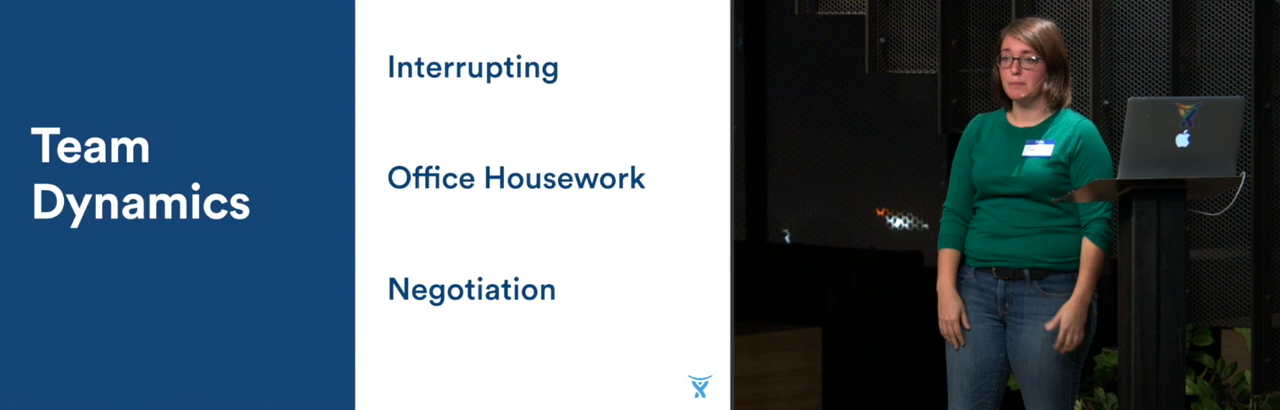 Team
Dynamics
Interrupting
Office Housework
Negotiation